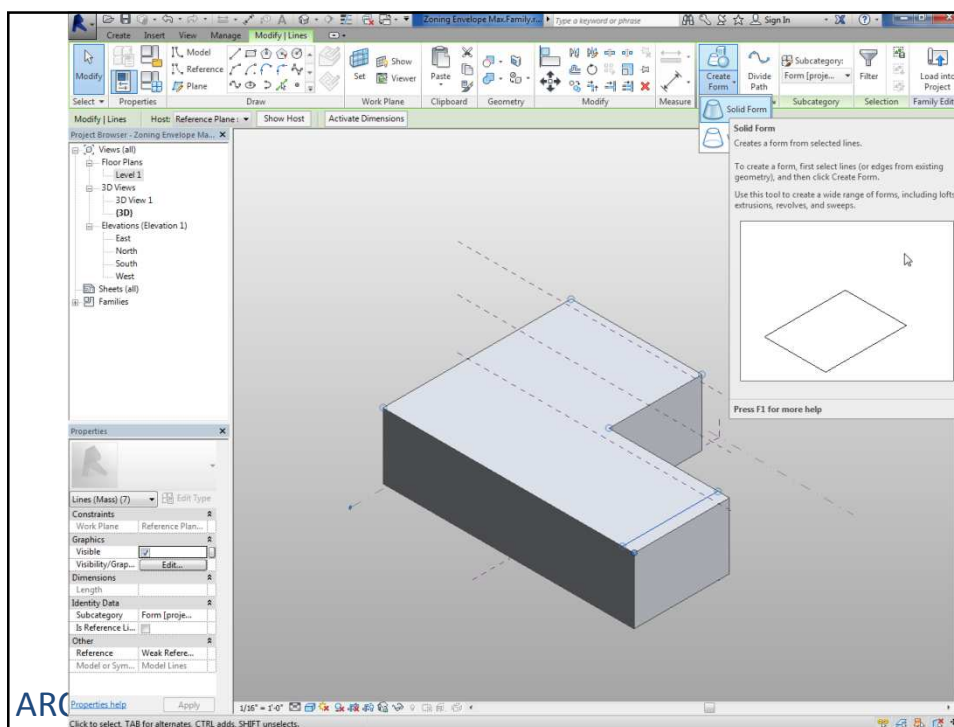 Zoning Envelope Max.Family.r...
Type a keyword or phrase
Sign In
Create Insert View Manage Modify | Lines
Modify
Model
Reference
Plane
Set
Show
Viewer
Paste
Create Form
Divide Path
Subcategory:
Form [proje...
Filter
Load into Project
Select Properties Draw Work Plane Clipboard Geometry Modify Measure Subcategory Selection Family Edit
Modify | Lines Host: Reference Plane : Show Host Activate Dimensions
Solid Form
Project Browser - Zoning Envelope Ma...
Views (all)
Floor Plans
Level 1
3D Views
3D View 1
{3D}
Elevations (Elevation 1)
East
North
South
West
Sheets (all)
Families
Solid Form
Creates a form from selected lines.
To create a form, first select lines (or edges from existing
geometry), and then click Create Form.
Use this tool to create a wide range of forms, including lofts
extrusions, revolves, and sweeps.
Press F1 for more help
Properties
R
Lines (Mass) (7) Edit Type
Constraints
Work Plane Reference Plan...
Graphics
Visible
Visibility/Grap... Edit...
Dimensions
Length
Identity Data
Subcategory Form [proje...
Is Reference Li...
Other
Reference Weak Refere...
Model or Sym... Model Lines
Properties help Apply
ARC
1/16" = 1'-0"
Click to select, TAB for alternates, CTRL adds, SHIFT unselects.